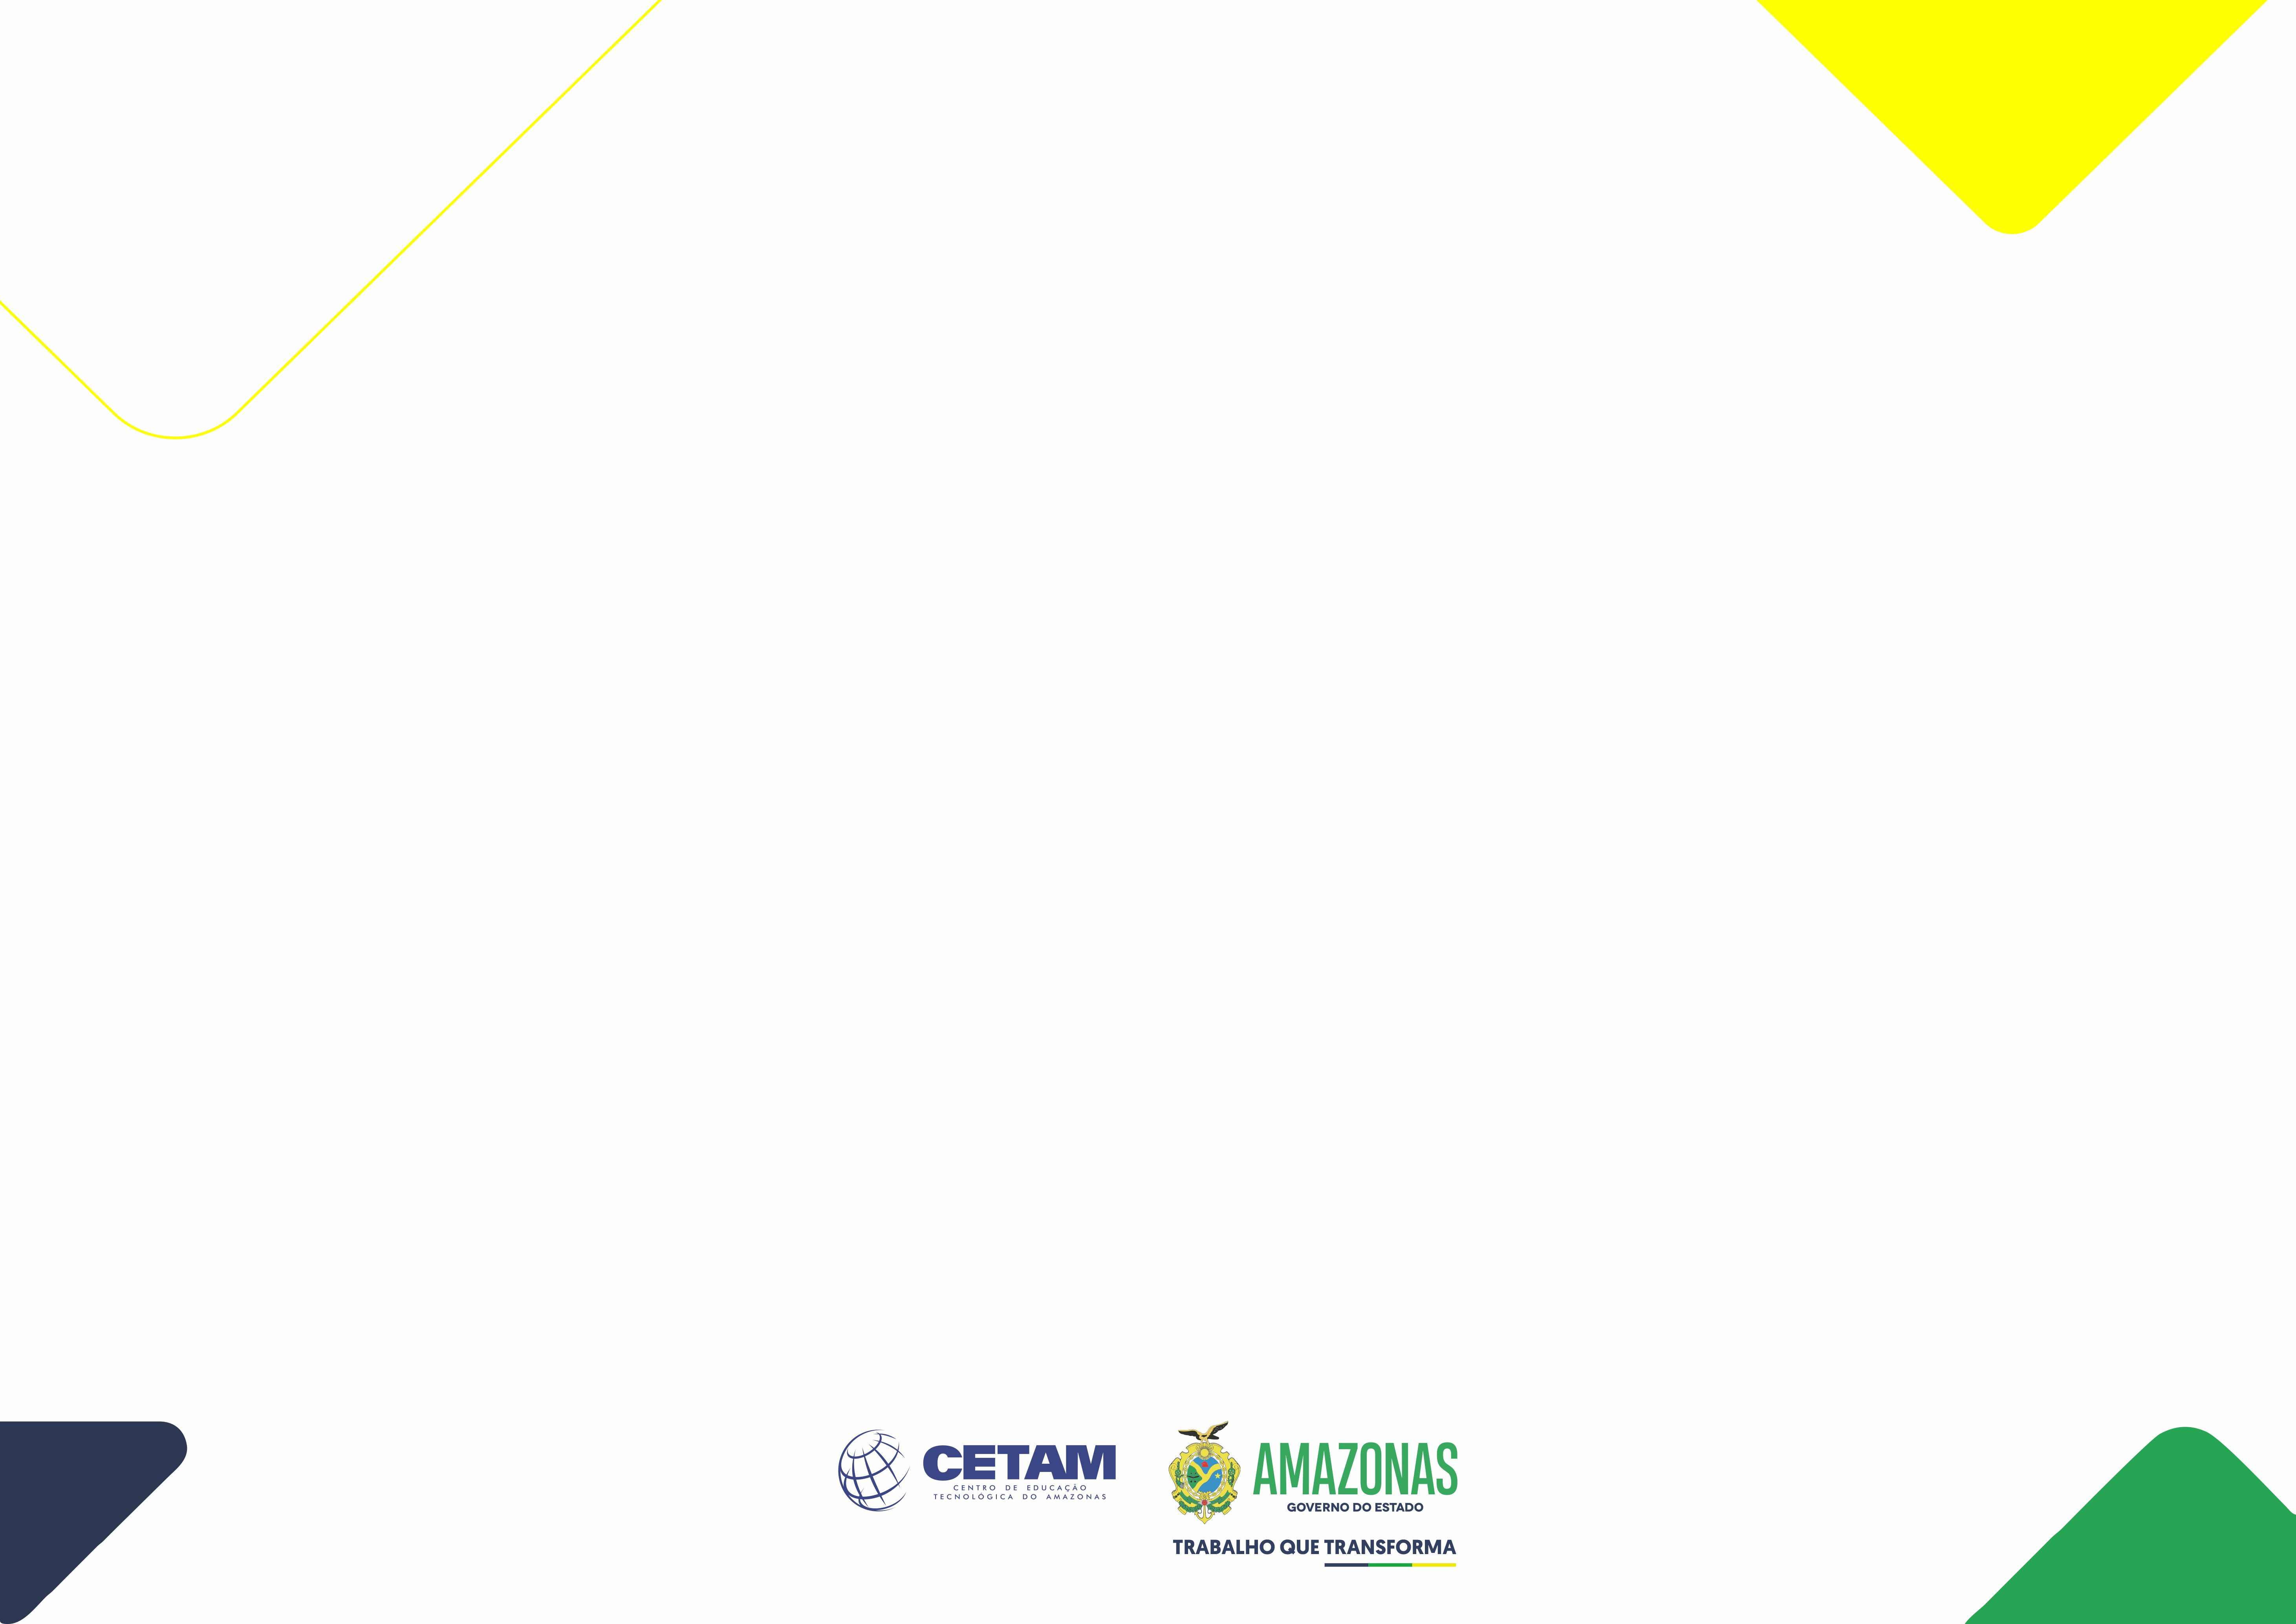 CETAM
CENTRO DE EDUCAÇÃO
TECNOLÓGICA DO AMAZONAS
AMAZONAS
GOVERNO DO ESTADO
TRABALHO QUE TRANSFORMA